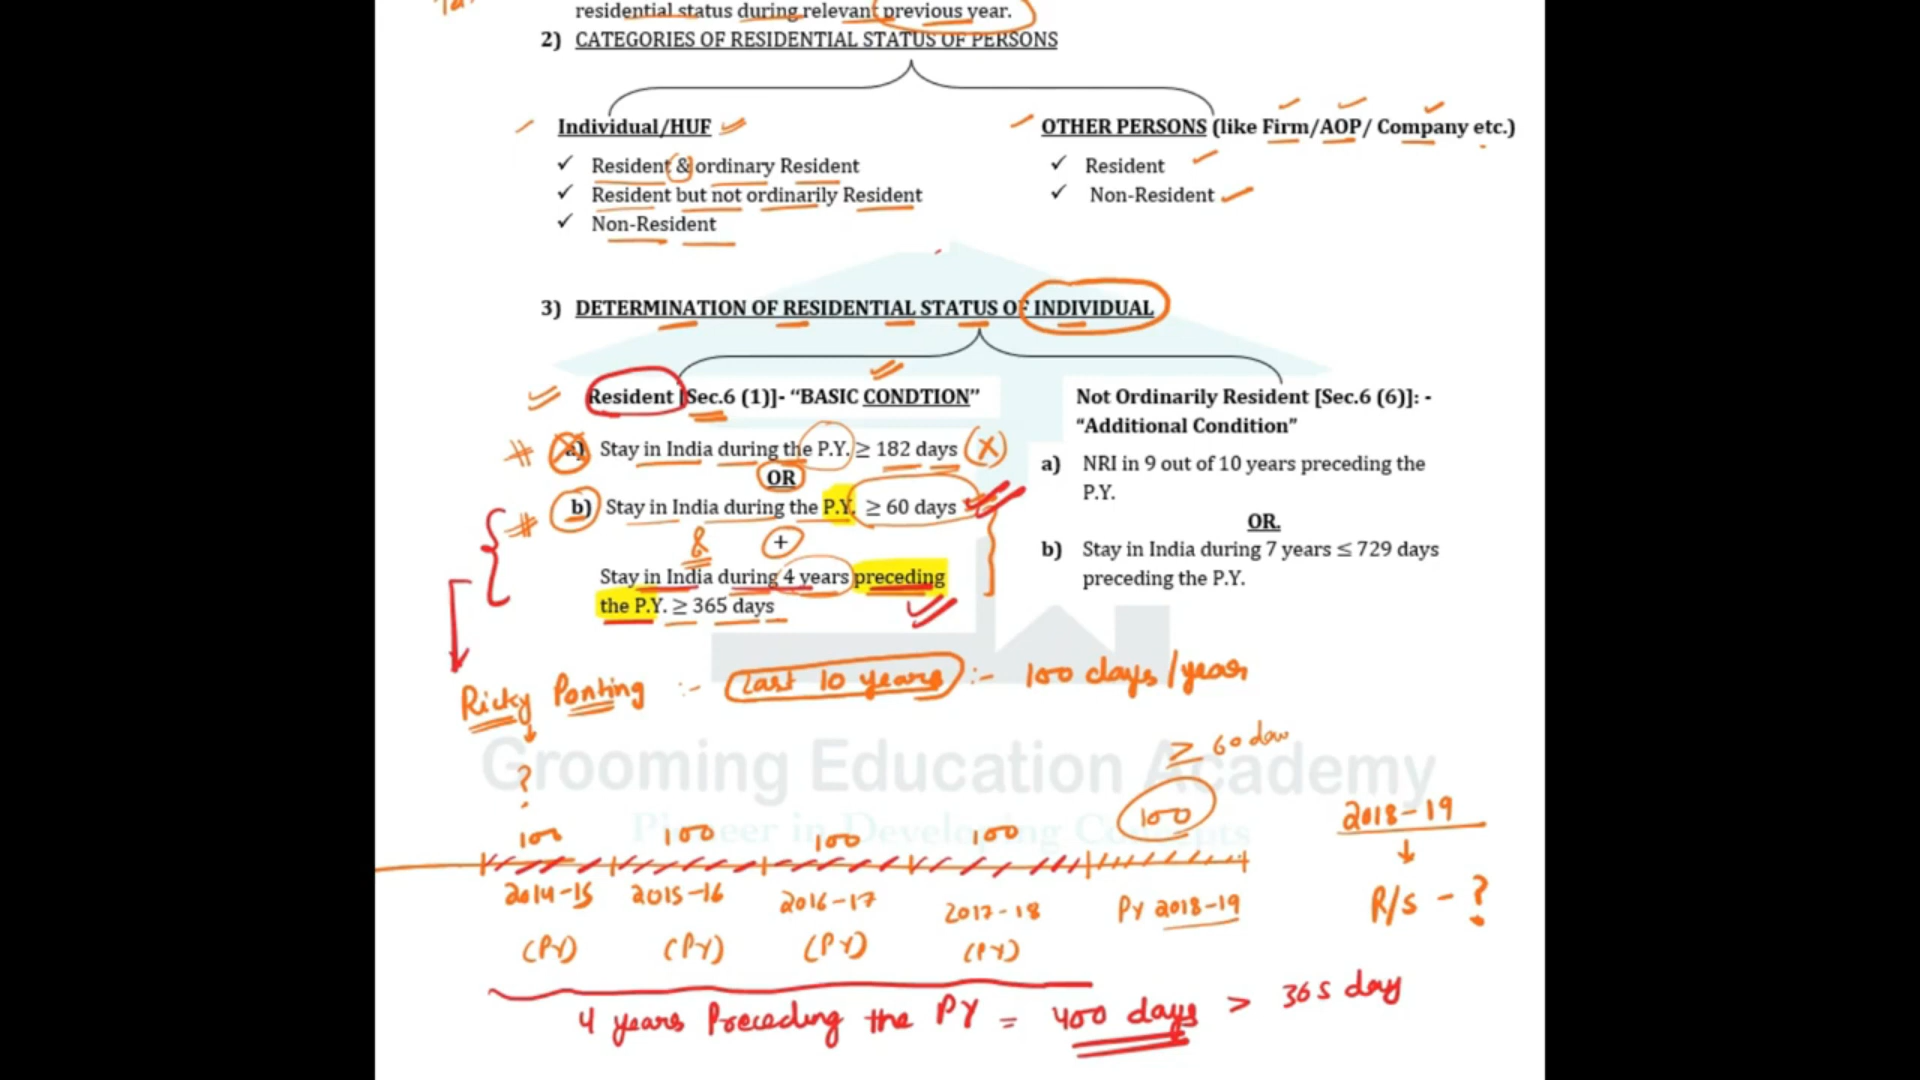 residential status during relevant previous year.
2) CATEGORIES OF RESIDENTIAL STATUS OF PERSONS
Individual/HUF
✓ Resident & ordinary Resident
✓ Resident but not ordinarily Resident
✓ Non-Resident
OTHER PERSONS (like Firm/AOP/ Company etc.)
✓ Resident
✓ Non-Resident
3) DETERMINATION OF RESIDENTIAL STATUS OF INDIVIDUAL
Resident [Sec.6 (1)]- “BASIC CONDTION”
a) Stay in India during the P.Y. ≥ 182 days (X)
OR
b) Stay in India during the P.Y. ≥ 60 days
& +
Stay in India during 4 years preceding
the P.Y. ≥ 365 days
Not Ordinarily Resident [Sec.6 (6)]: -
“Additional Condition”
a) NRI in 9 out of 10 years preceding the
P.Y.
OR.
b) Stay in India during 7 years ≤ 729 days
preceding the P.Y.
Ricky Ponting :- Last 10 years :- 100 days/year
Grooming Education Academy
Pioneer in Developing Concepts
?
≥ 60 day
100 100 100 100 100
2014-15 2015-16 2016-17 2017-18 PY 2018-19
(PY) (PY) (PY) (PY)
2018-19
R/S - ?
4 years Preceding the PY = 400 days > 365 day